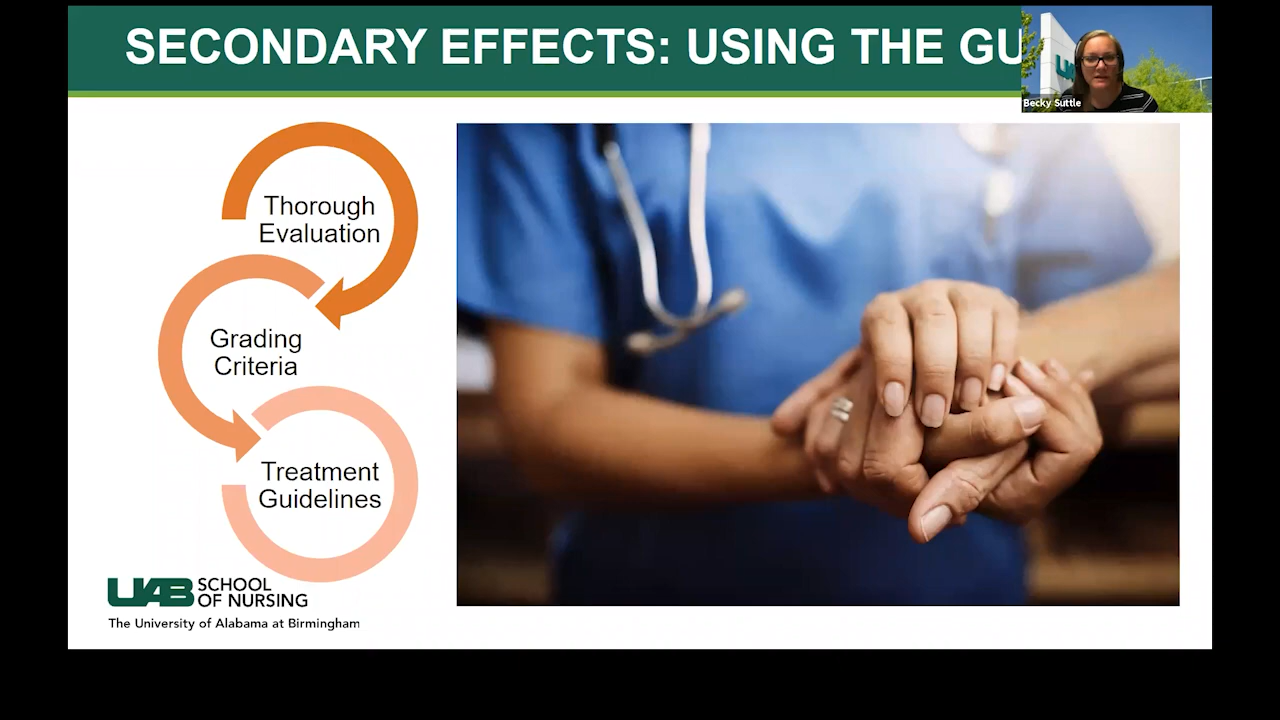 SECONDARY EFFECTS: USING THE GU
Becky Suttle
Thorough
Evaluation
Grading
Criteria
Treatment
Guidelines
UAB SCHOOL
OF NURSING
The University of Alabama at Birmingham